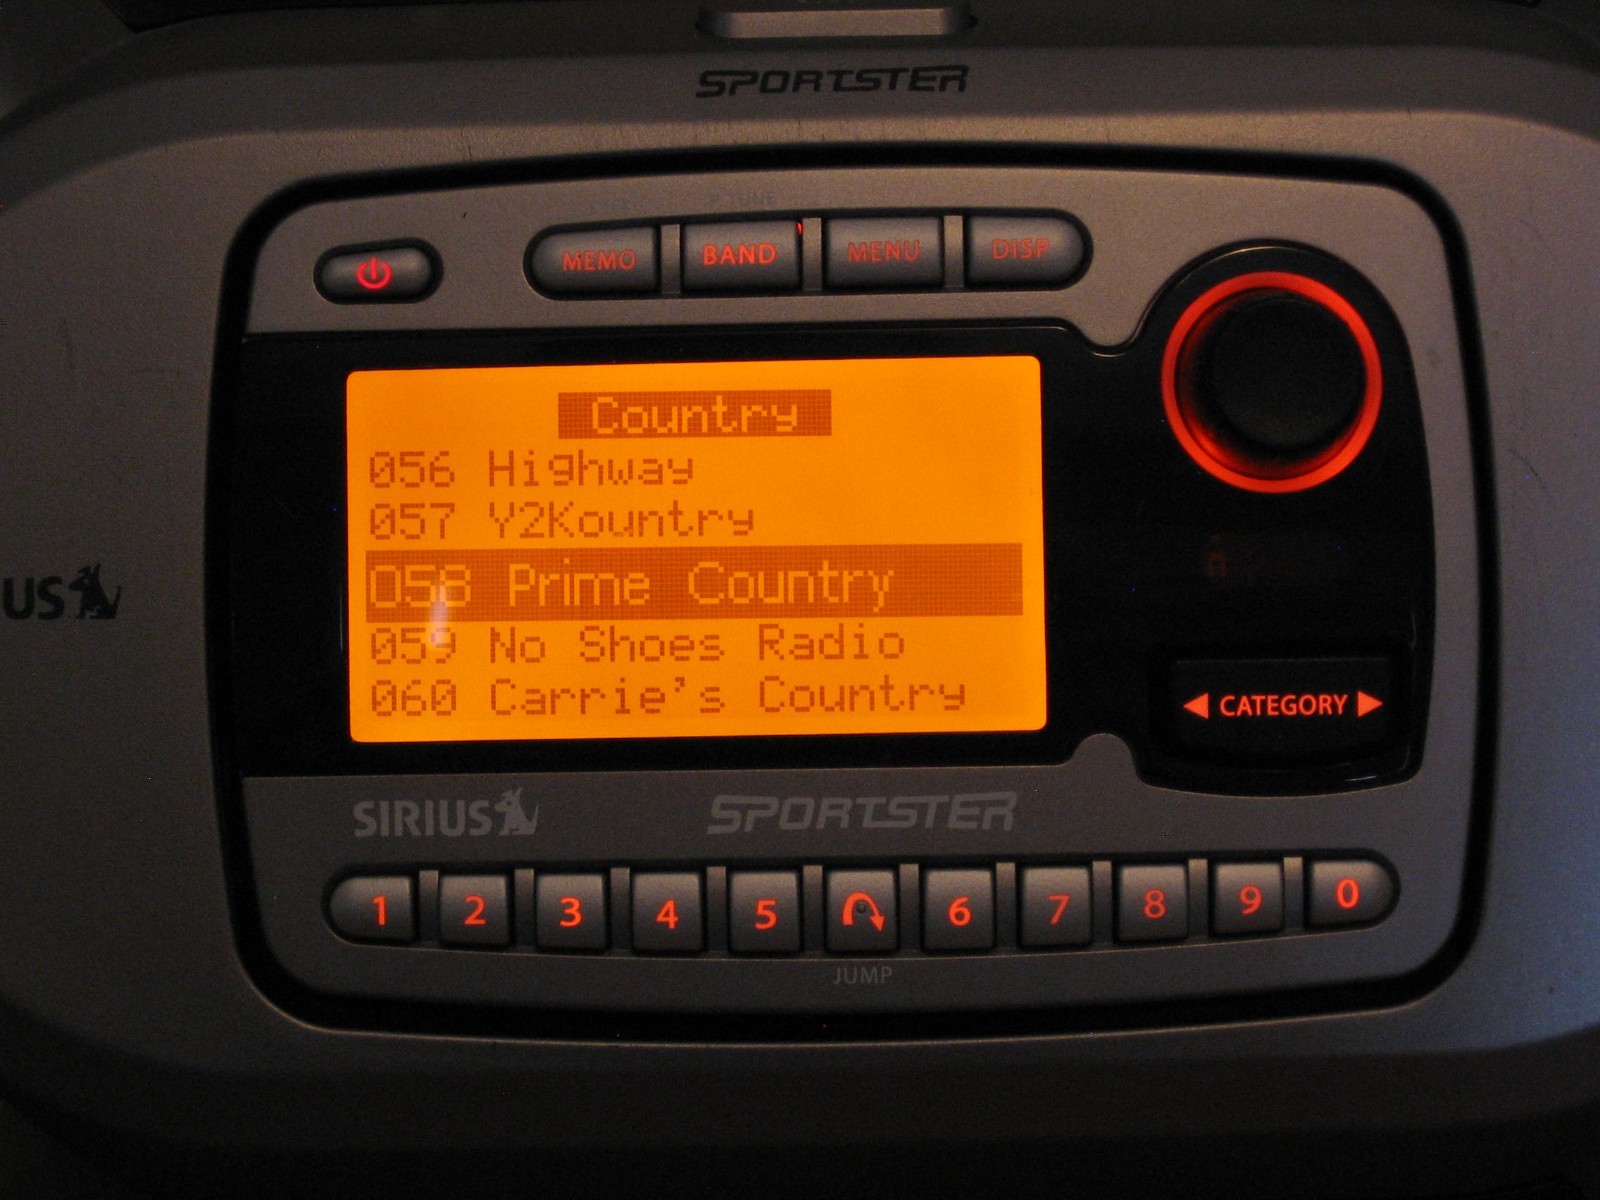 SPORTSTER
MEMO BAND MENU DISP
Country
056 Highway
057 Y2Kountry
058 Prime Country
059 No Shoes Radio
060 Carrie's Country
US
CATEGORY
SIRIUS SPORTSTER
1 2 3 4 5 6 7 8 9 0
JUMP